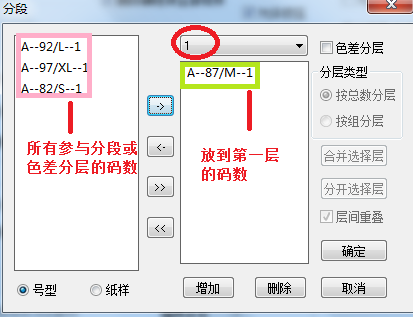 分段
A--92/L--1
A--97/XL--1
A--82/S--1
所有参与分段或
色差分层的码数
号型
纸样
->
<-
>>
<<
1
A--87/M--1
放到第一层
的码数
增加
删除
色差分层
分层类型
按总数分层
按组分层
合并选择层
分开选择层
层间重叠
确定
取消